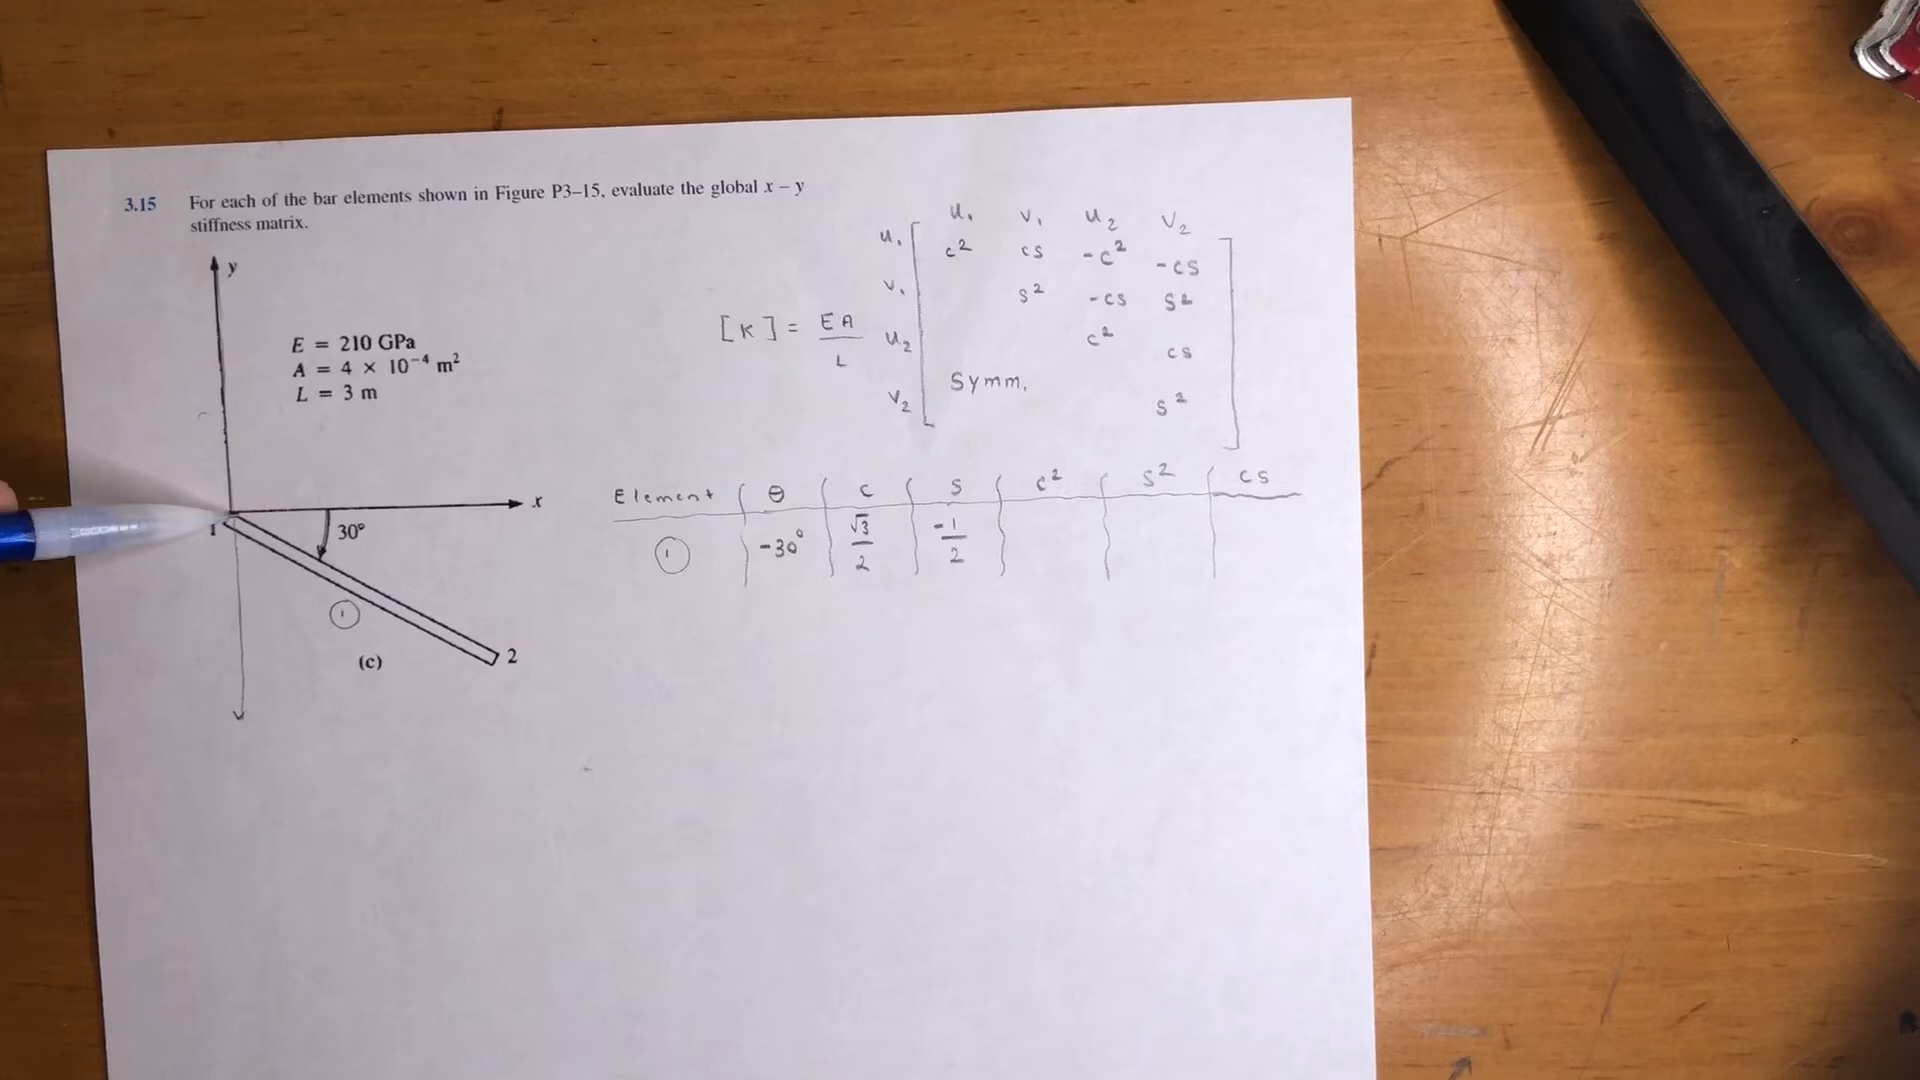 3.15 For each of the bar elements shown in Figure P3–15, evaluate the global x – y
stiffness matrix.
y
E = 210 GPa
A = 4 × 10⁻⁴ m²
L = 3 m
x
1
30°
①
2
(c)
u₁ v₁ u₂ v₂
u₁ c² cs -c² -cs
v₁ s² -cs s²
[K] = EA/L
u₂ c² cs
Symm.
v₂ s²
Element θ c s c² s² cs
① -30° √3/2 -1/2